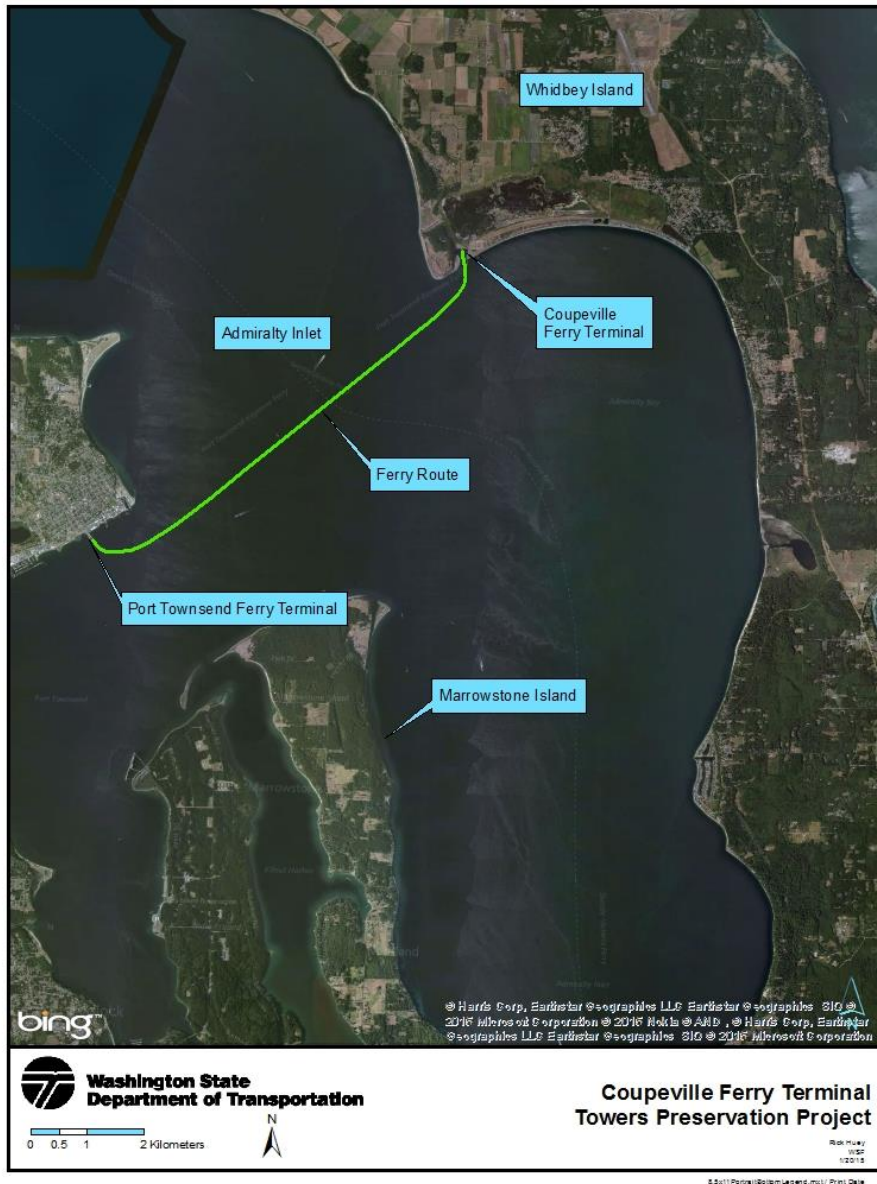 Whidbey Island
Coupeville
Ferry Terminal
Admiralty Inlet
Ferry Route
Port Townsend Ferry Terminal
Marrowstone Island
Admiralty Bay
bing
© Harris Corp, Earthstar Geographics LLC Earthstar Geographics SIO ©
2015 Microsoft Corporation © 2015 Nokia © AND , © Harris Corp, Earthstar
Geographics LLC Earthstar Geographics SIO © 2015 Microsoft Corporation
Washington State
Department of Transportation
N
0 0.5 1 2 Kilometers
Coupeville Ferry Terminal
Towers Preservation Project
Rick Huey
WSF